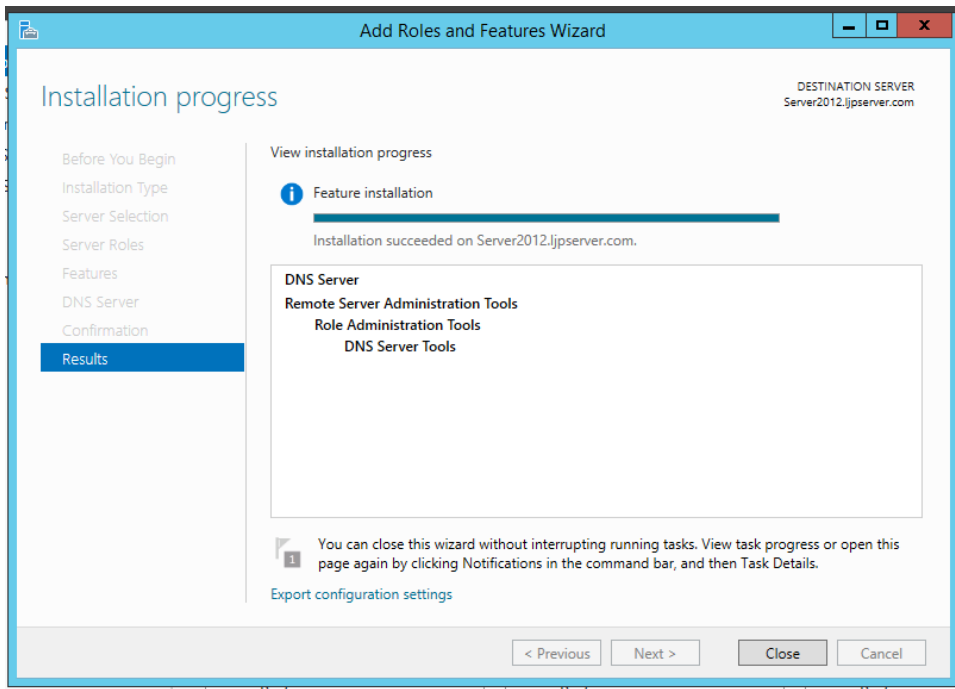 Add Roles and Features Wizard
Installation progress
DESTINATION SERVER
Server2012.ljpserver.com
Before You Begin
Installation Type
Server Selection
Server Roles
Features
DNS Server
Confirmation
Results
View installation progress
Feature installation
Installation succeeded on Server2012.ljpserver.com.
DNS Server
Remote Server Administration Tools
Role Administration Tools
DNS Server Tools
1
You can close this wizard without interrupting running tasks. View task progress or open this
page again by clicking Notifications in the command bar, and then Task Details.
Export configuration settings
< Previous
Next >
Close
Cancel